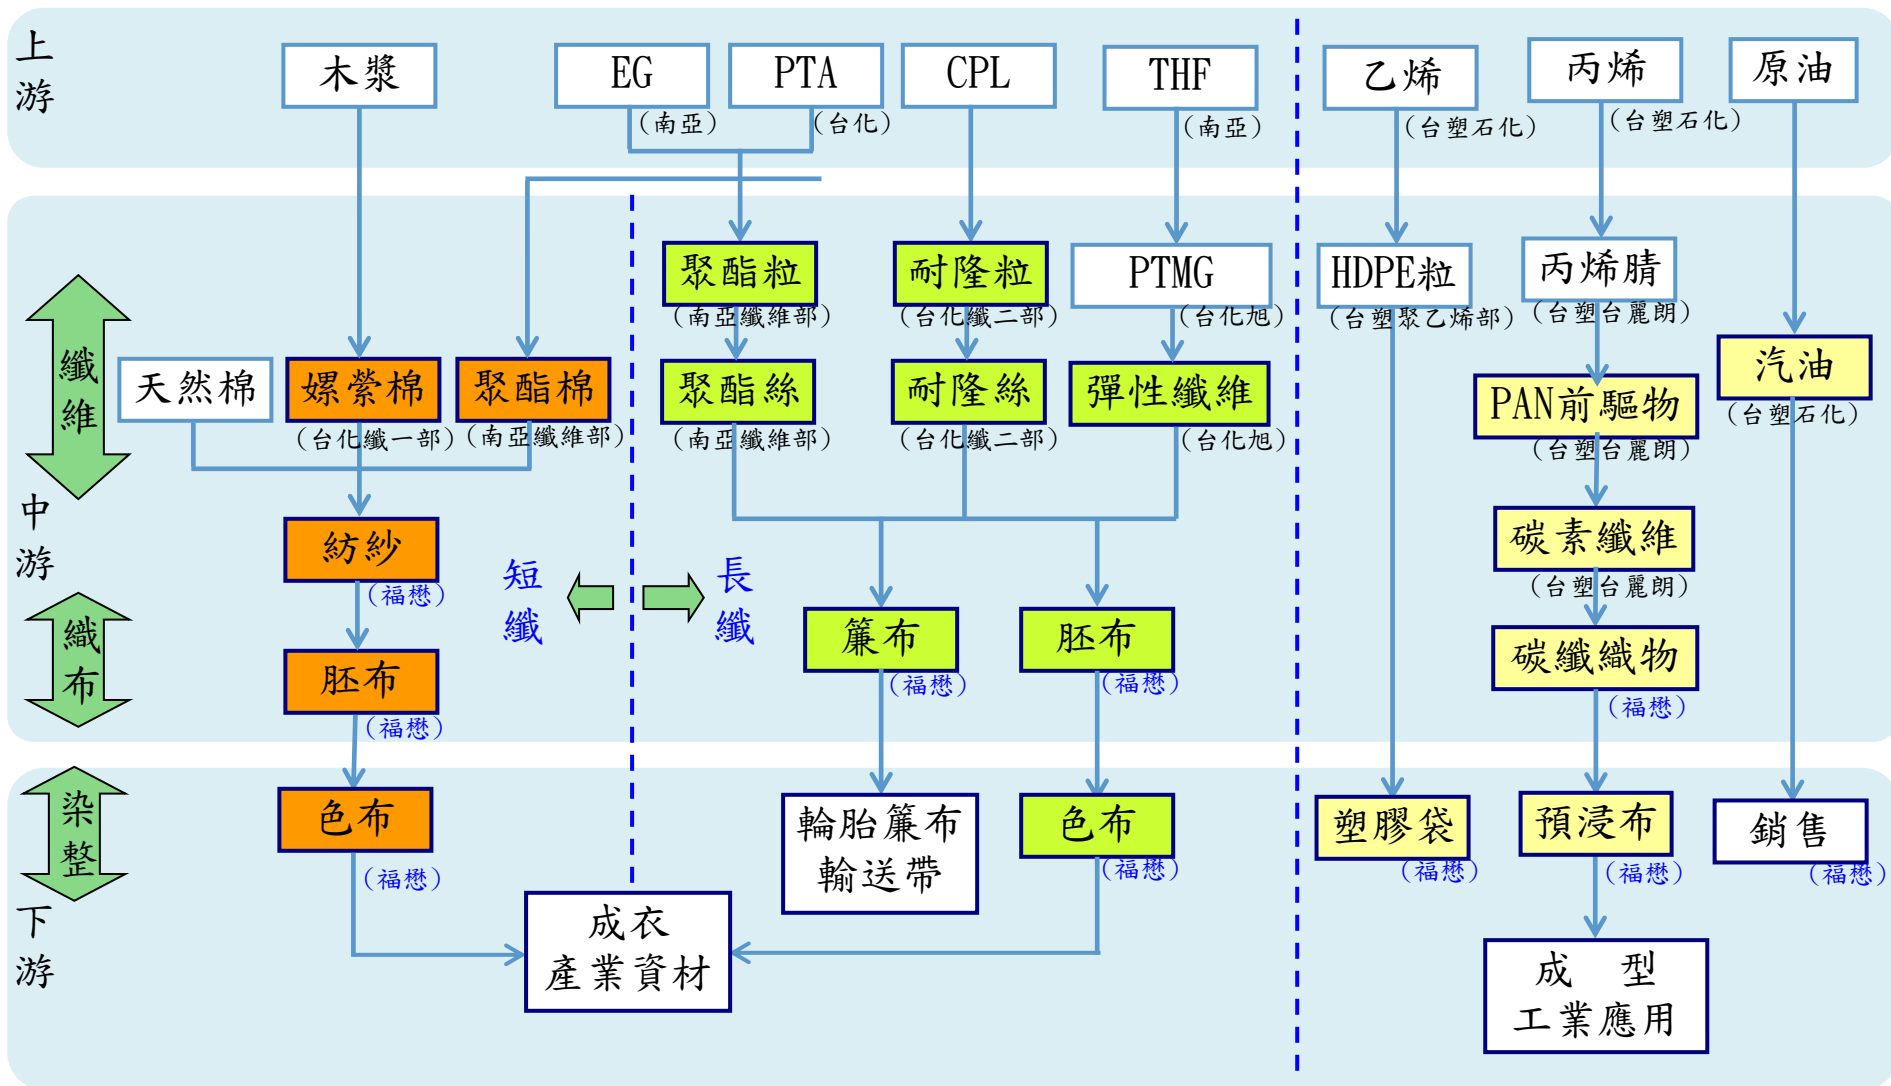 上游
木漿
EG
PTA
CPL
THF
乙烯
丙烯
原油
(南亞)
(台化)
(南亞)
(台塑石化)
(台塑石化)
聚酯粒
耐隆粒
PTMG
HDPE粒
丙烯腈
(南亞纖維部)
(台化纖二部)
(台化旭)
(台塑聚乙烯部)
(台塑台麗朗)
纖維
天然棉
嫘縈棉
聚酯棉
聚酯絲
耐隆絲
彈性纖維
PAN前驅物
汽油
(台化纖一部)
(南亞纖維部)
(南亞纖維部)
(台化纖二部)
(台化旭)
(台塑台麗朗)
(台塑石化)
中游
紡紗
(福懋)
短纖
長纖
碳素纖維
(台塑台麗朗)
織布
胚布
(福懋)
簾布
(福懋)
胚布
(福懋)
碳纖織物
(福懋)
染整
色布
(福懋)
輪胎簾布
輸送帶
色布
(福懋)
塑膠袋
(福懋)
預浸布
(福懋)
銷售
(福懋)
下游
成衣
產業資材
成 型
工業應用